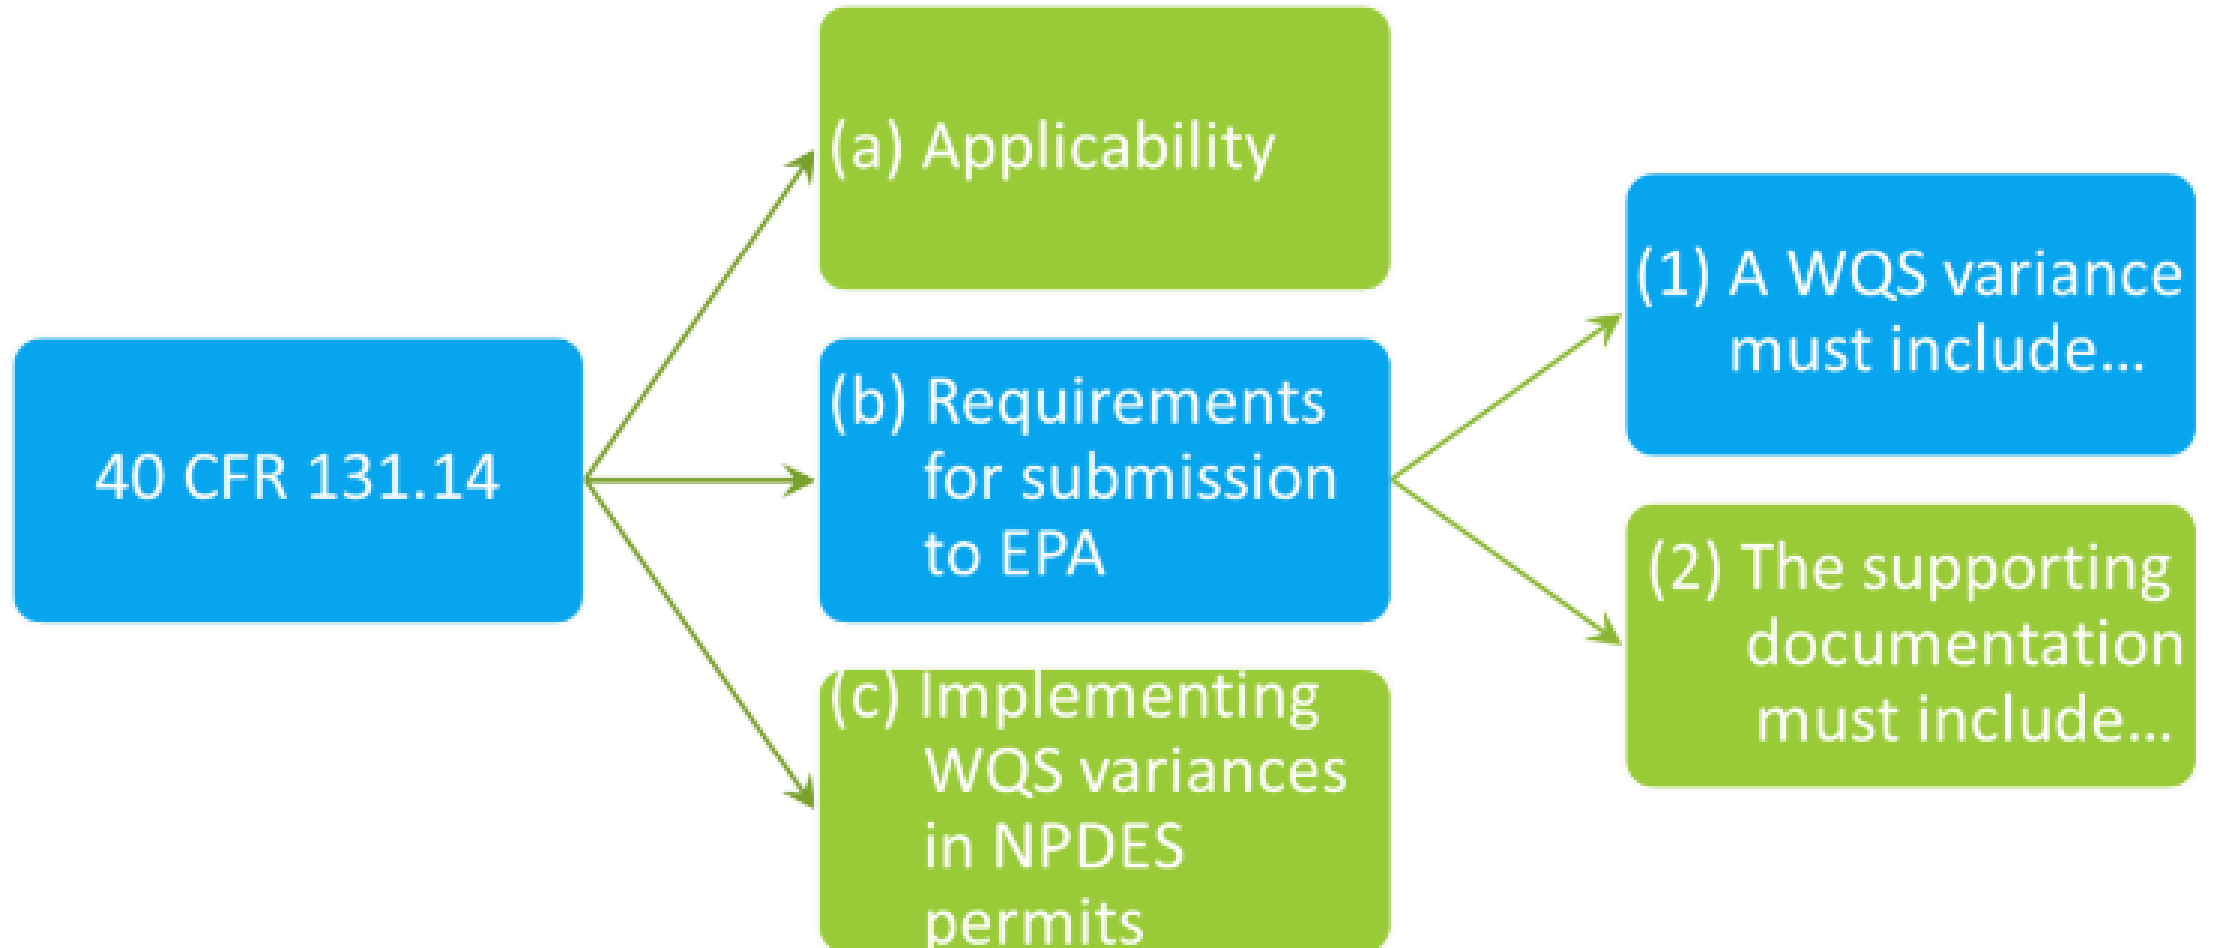 40 CFR 131.14
(a) Applicability
(b) Requirements
for submission
to EPA
(c) Implementing
WQS variances
in NPDES
permits
(1) A WQS variance
must include…
(2) The supporting
documentation
must include…